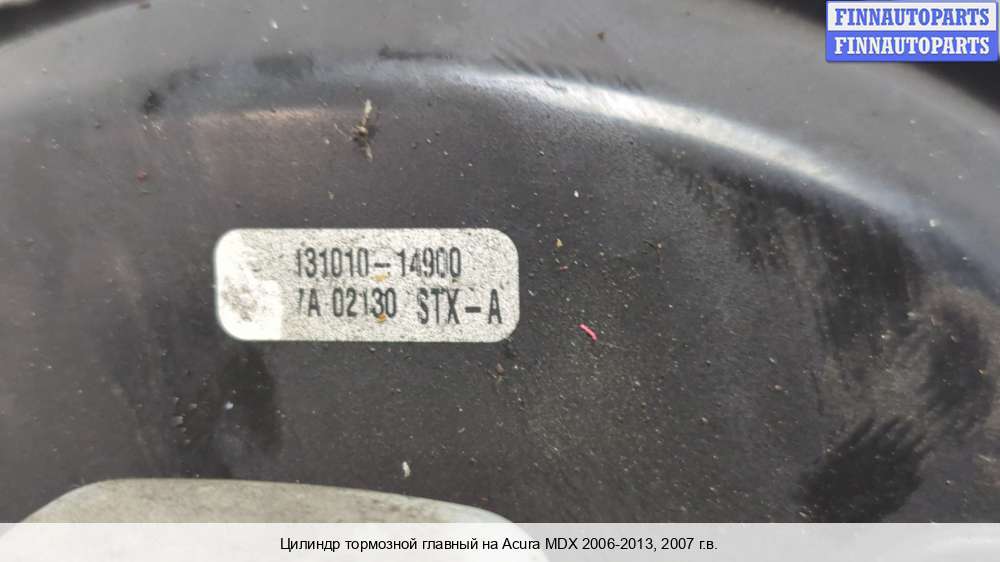 FINNAUTOPARTS
FINNAUTOPARTS
131010-14900
7A 02130 STX-A
Цилиндр тормозной главный на Acura MDX 2006-2013, 2007 г.в.